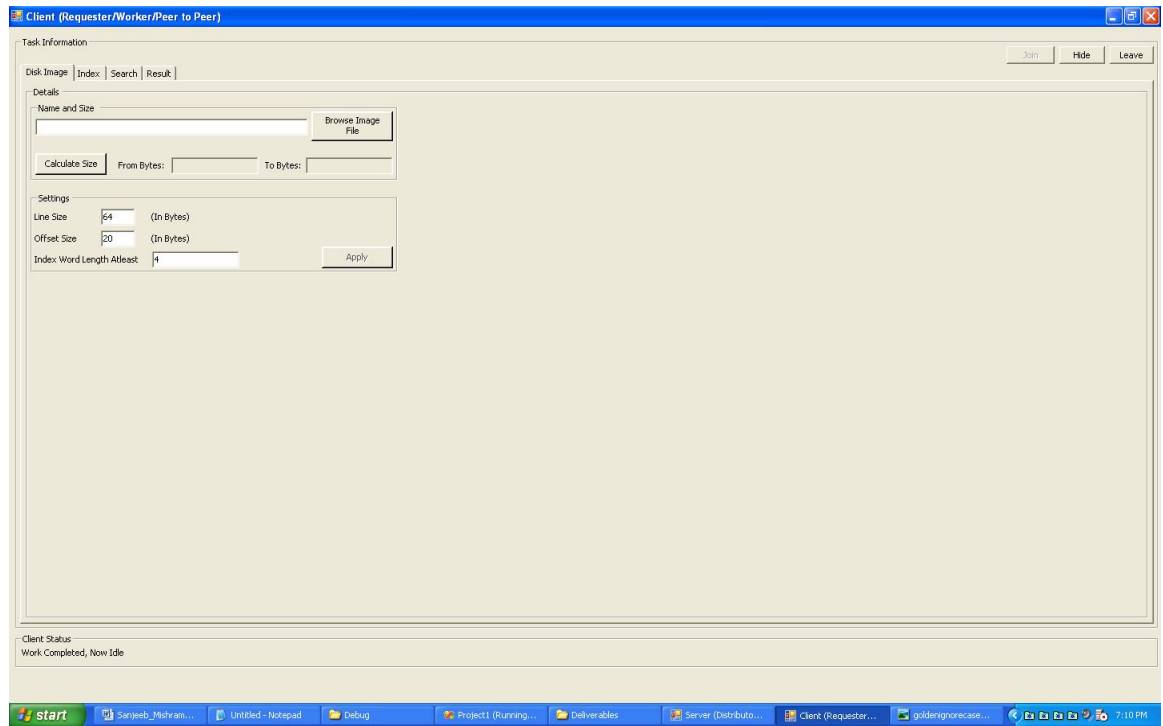 Client (Requester/Worker/Peer to Peer)
Task Information
Join Hide Leave
Disk Image Index Search Result
Details
Name and Size
Browse Image
File
Calculate Size From Bytes: To Bytes:
Settings
Line Size 64 (In Bytes)
Offset Size 20 (In Bytes)
Index Word Length Atleast 4 Apply
Client Status
Work Completed, Now Idle
start Sanjeeb_Mishram... Untitled - Notepad Debug Project1 (Running... Deliverables Server (Distributo... Client (Requester... goldenignorecase... 7:10 PM